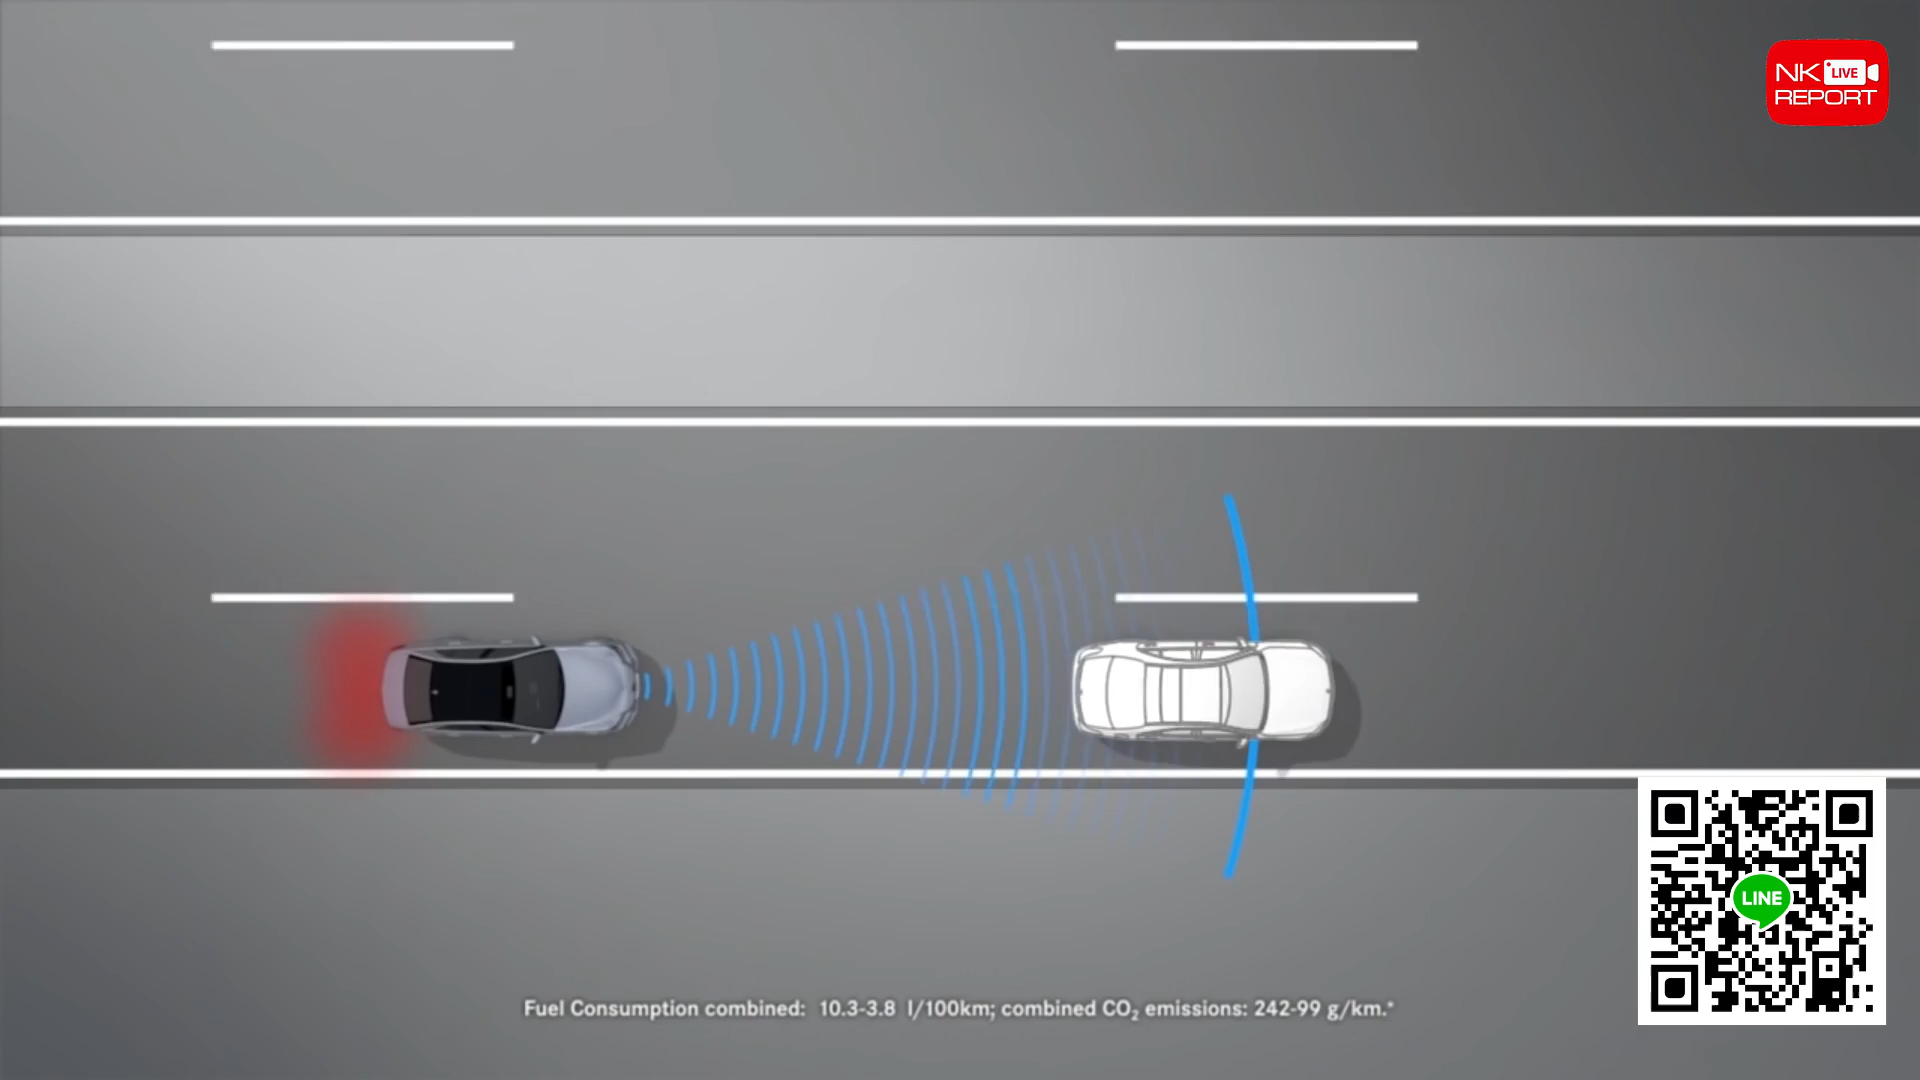 NK LIVE
REPORT
LINE
Fuel Consumption combined: 10.3-3.8 l/100km; combined CO₂ emissions: 242-99 g/km.*